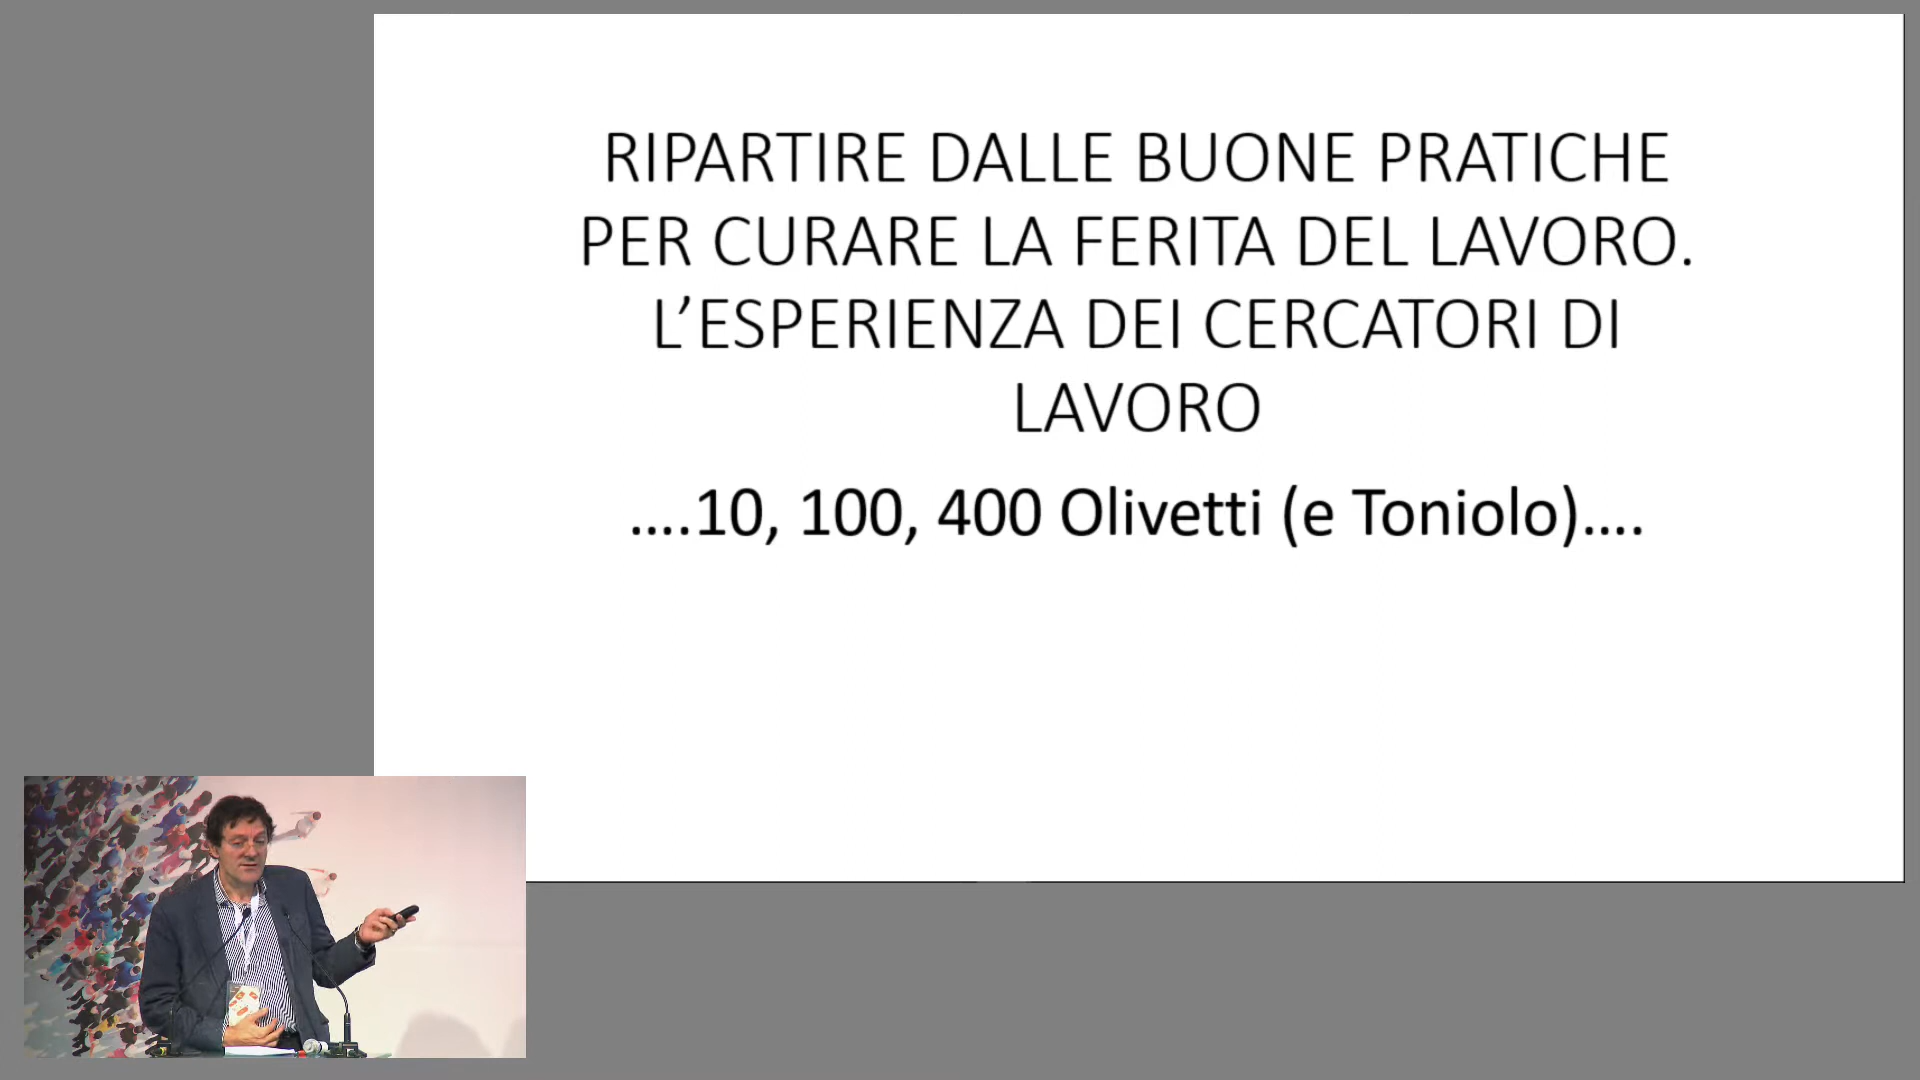 RIPARTIRE DALLE BUONE PRATICHE
PER CURARE LA FERITA DEL LAVORO.
L’ESPERIENZA DEI CERCATORI DI
LAVORO
....10, 100, 400 Olivetti (e Toniolo)....